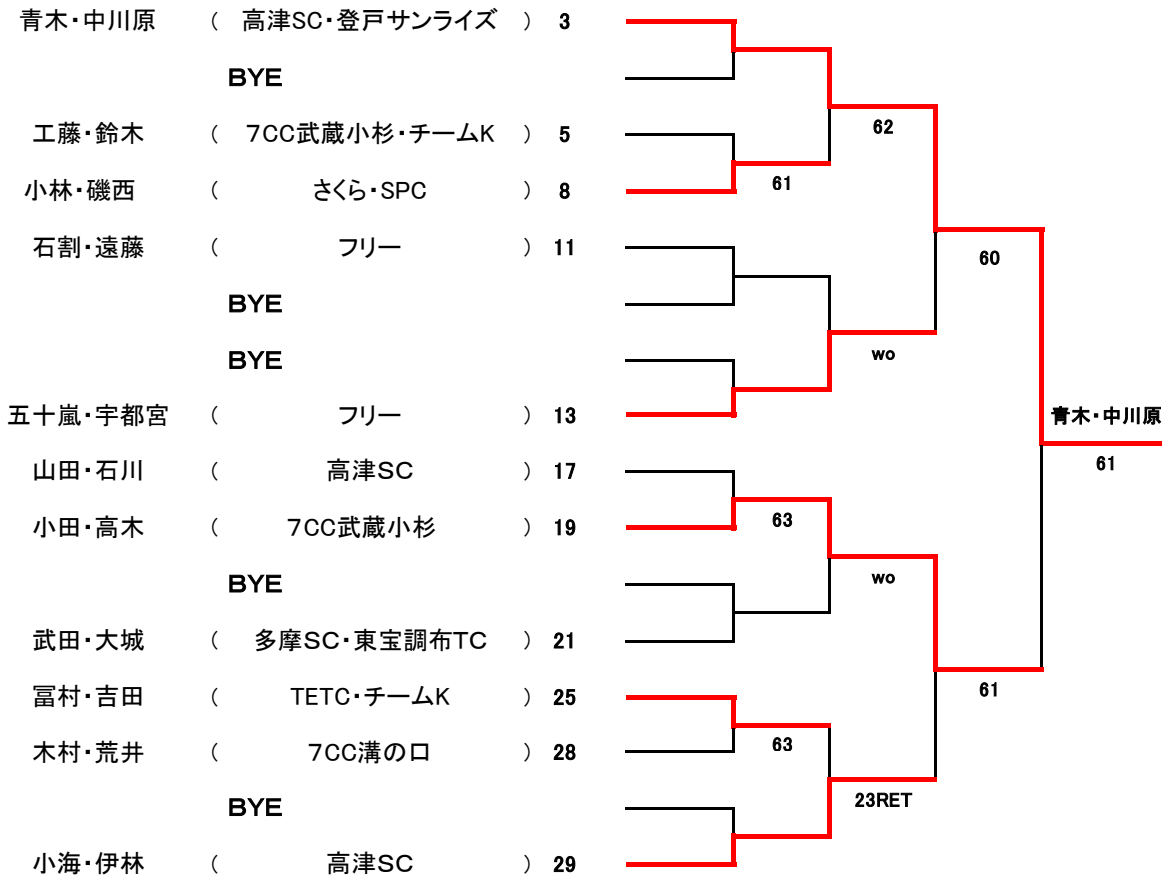 青木・中川原 ( 高津SC・登戸サンライズ ) 3
BYE
62
工藤・鈴木 ( 7CC武蔵小杉・チームK ) 5
61
小林・磯西 ( さくら・SPC ) 8
石割・遠藤 ( フリー ) 11
60
BYE
wo
BYE
五十嵐・宇都宮 ( フリー ) 13
青木・中川原
61
山田・石川 ( 高津SC ) 17
小田・高木 ( 7CC武蔵小杉 ) 19
63
wo
BYE
武田・大城 ( 多摩SC・東宝調布TC ) 21
冨村・吉田 ( TETC・チームK ) 25
61
63
木村・荒井 ( 7CC溝の口 ) 28
23RET
BYE
小海・伊林 ( 高津SC ) 29